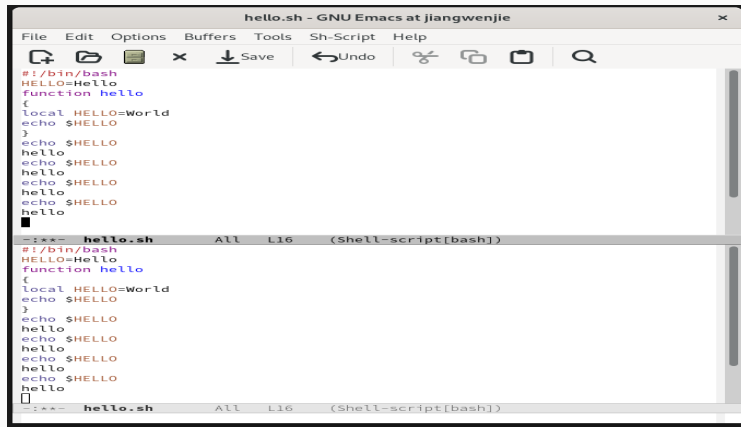 hello.sh - GNU Emacs at jiangwenjie ×
File Edit Options Buffers Tools Sh-Script Help
Save Undo
#!/bin/bash
HELLO=Hello
function hello
{
local HELLO=World
echo $HELLO
}
echo $HELLO
hello
echo $HELLO
hello
echo $HELLO
hello
echo $HELLO
hello
-:**- hello.sh All L16 (Shell-script[bash])
#!/bin/bash
HELLO=Hello
function hello
{
local HELLO=World
echo $HELLO
}
echo $HELLO
hello
echo $HELLO
hello
echo $HELLO
hello
echo $HELLO
hello
-:**- hello.sh All L16 (Shell-script[bash])